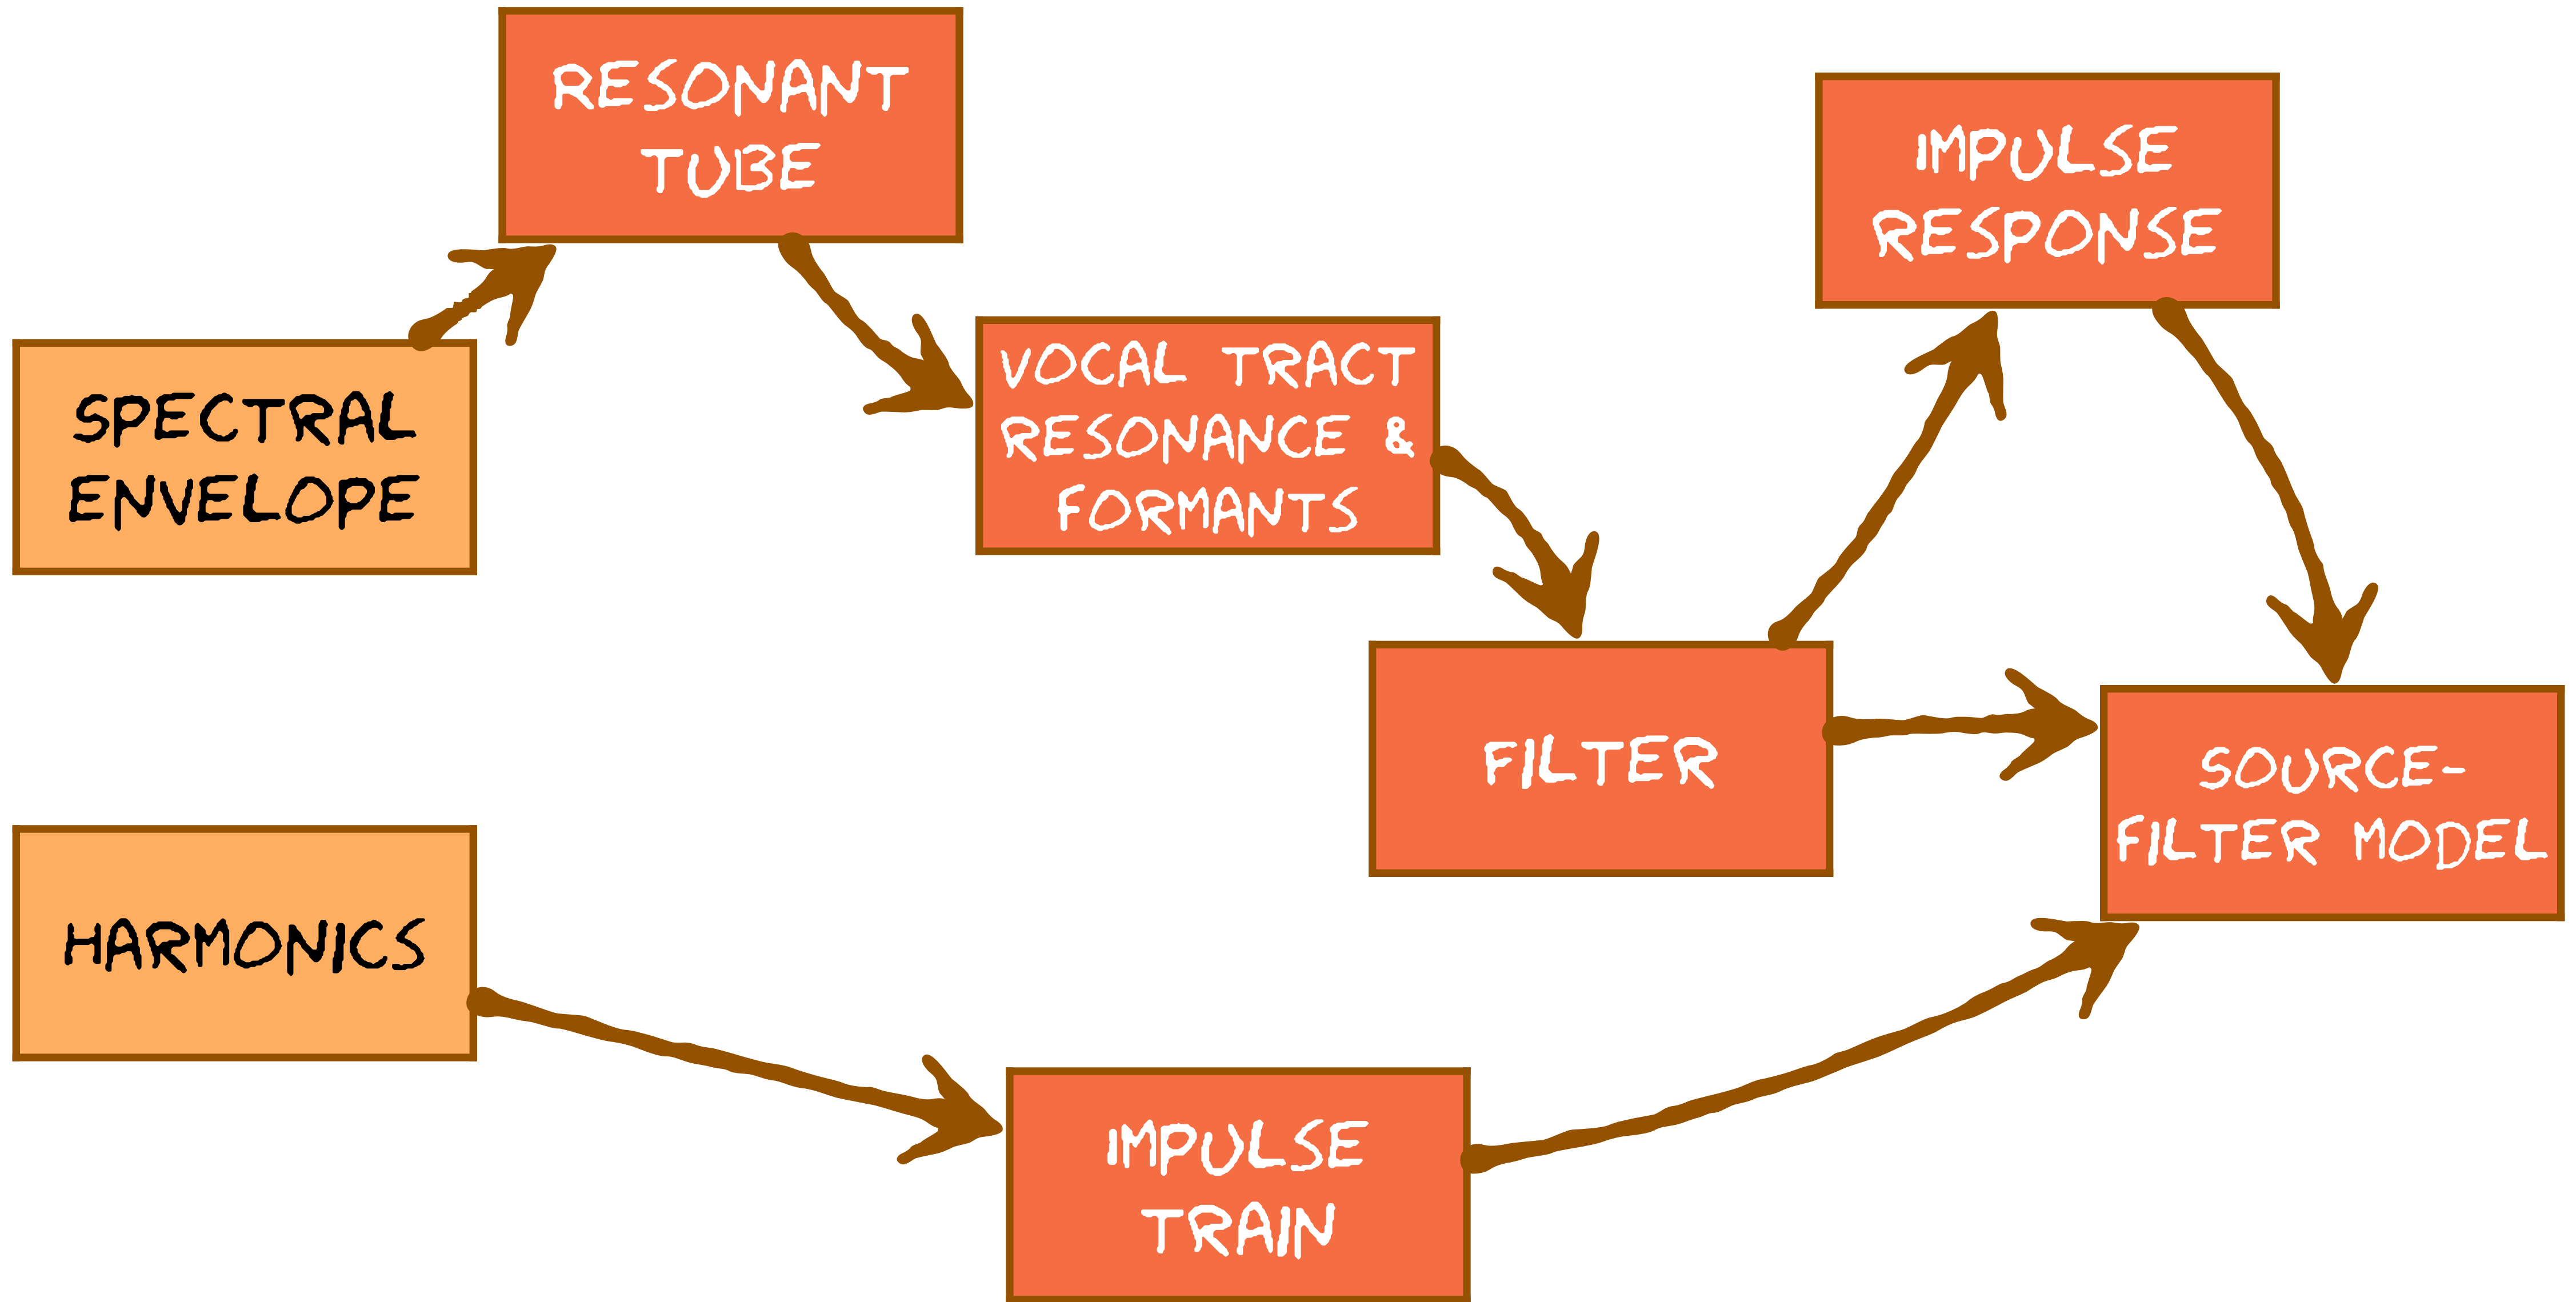 RESONANT
TUBE
IMPULSE
RESPONSE
VOCAL TRACT
RESONANCE &
FORMANTS
SPECTRAL
ENVELOPE
FILTER
SOURCE-
FILTER MODEL
HARMONICS
IMPULSE
TRAIN